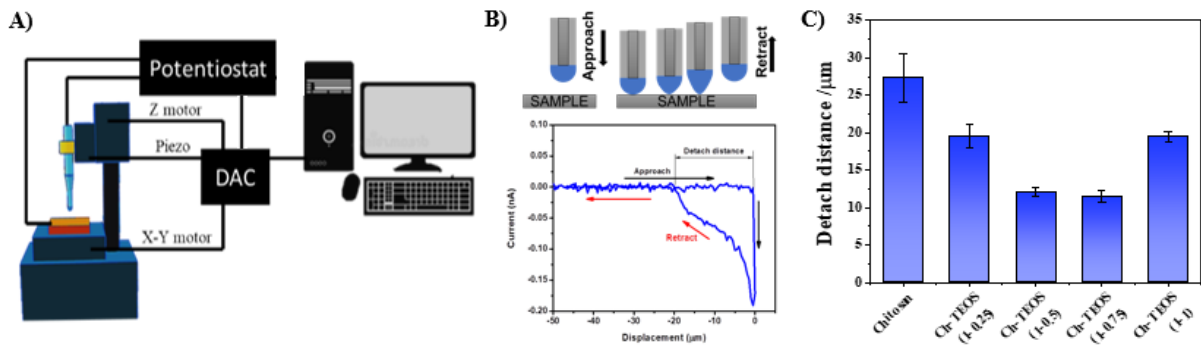 A)
Potentiostat
Z motor
Piezo
DAC
X-Y motor
B)
Approach
Retract
SAMPLE
SAMPLE
0.10
0.05
0.00
-0.05
-0.10
-0.15
-0.20
Current (nA)
Detach distance
Approach
Retract
-50
-40
-30
-20
-10
0
Displacement (μm)
C)
35
30
25
20
15
10
5
0
Detach distance /μm
Chitosan
Ch-TEOS
(1-0,25)
Ch-TEOS
(1-0,5)
Ch-TEOS
(1-0,75)
Ch-TEOS
(1-1)